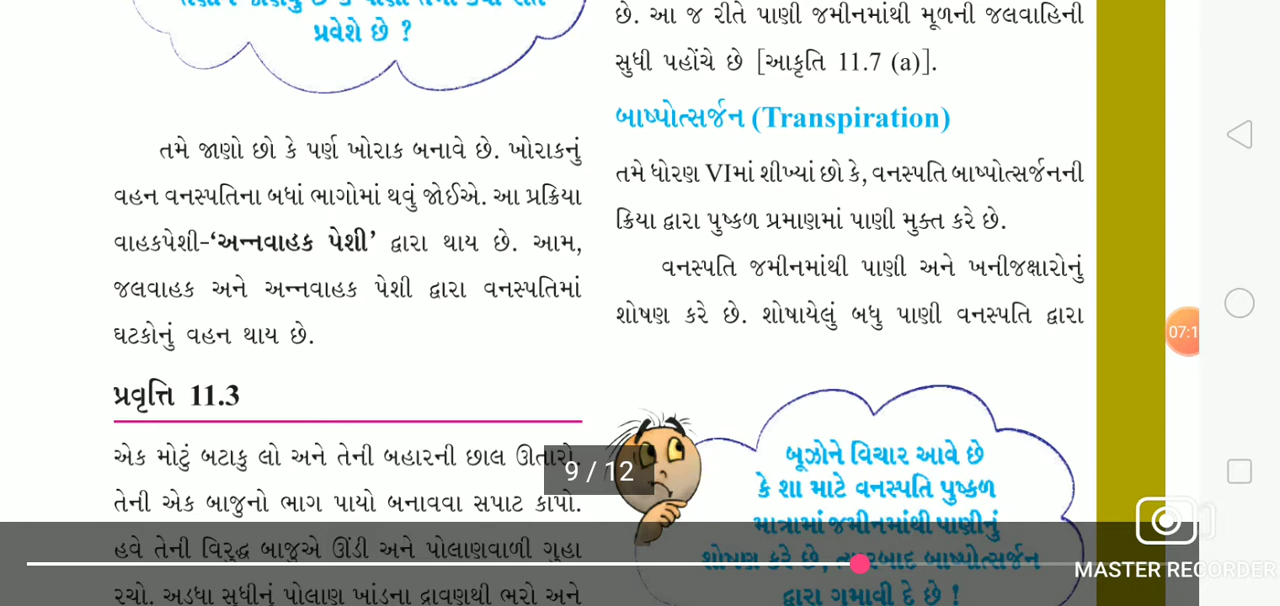 પ્રવેશે છે ?
તમે જાણો છો કે પર્ણ ખોરાક બનાવે છે. ખોરાકનું
વહન વનસ્પતિના બધાં ભાગોમાં થવું જોઈએ. આ પ્રક્રિયા
વાહકપેશી-‘અન્નવાહક પેશી’ દ્વારા થાય છે. આમ,
જલવાહક અને અન્નવાહક પેશી દ્વારા વનસ્પતિમાં
ઘટકોનું વહન થાય છે.
પ્રવૃત્તિ 11.3
એક મોટું બટાકુ લો અને તેની બહારની છાલ ઊતારો.
તેની એક બાજુનો ભાગ પાયો બનાવવા સપાટ કાપો.
હવે તેની વિરુદ્ધ બાજુએ ઊંડી અને પોલાણવાળી ગુહા
રચો. અડધા સુધીનું પોલાણ ખાંડના દ્રાવણથી ભરો અને
છે. આ જ રીતે પાણી જમીનમાંથી મૂળની જલવાહિની
સુધી પહોંચે છે [આકૃતિ 11.7 (a)].
બાષ્પોત્સર્જન (Transpiration)
તમે ધોરણ VIમાં શીખ્યાં છો કે, વનસ્પતિ બાષ્પોત્સર્જનની
ક્રિયા દ્વારા પુષ્કળ પ્રમાણમાં પાણી મુક્ત કરે છે.
વનસ્પતિ જમીનમાંથી પાણી અને ખનીજક્ષારોનું
શોષણ કરે છે. શોષાયેલું બધુ પાણી વનસ્પતિ દ્વારા
બૂઝોને વિચાર આવે છે
કે શા માટે વનસ્પતિ પુષ્કળ
માત્રામાં જમીનમાંથી પાણીનું
શોષણ કરે છે, ત્યારબાદ બાષ્પોત્સર્જન
દ્વારા ગુમાવી દે છે !
9 / 12
07:1
MASTER RECORDER